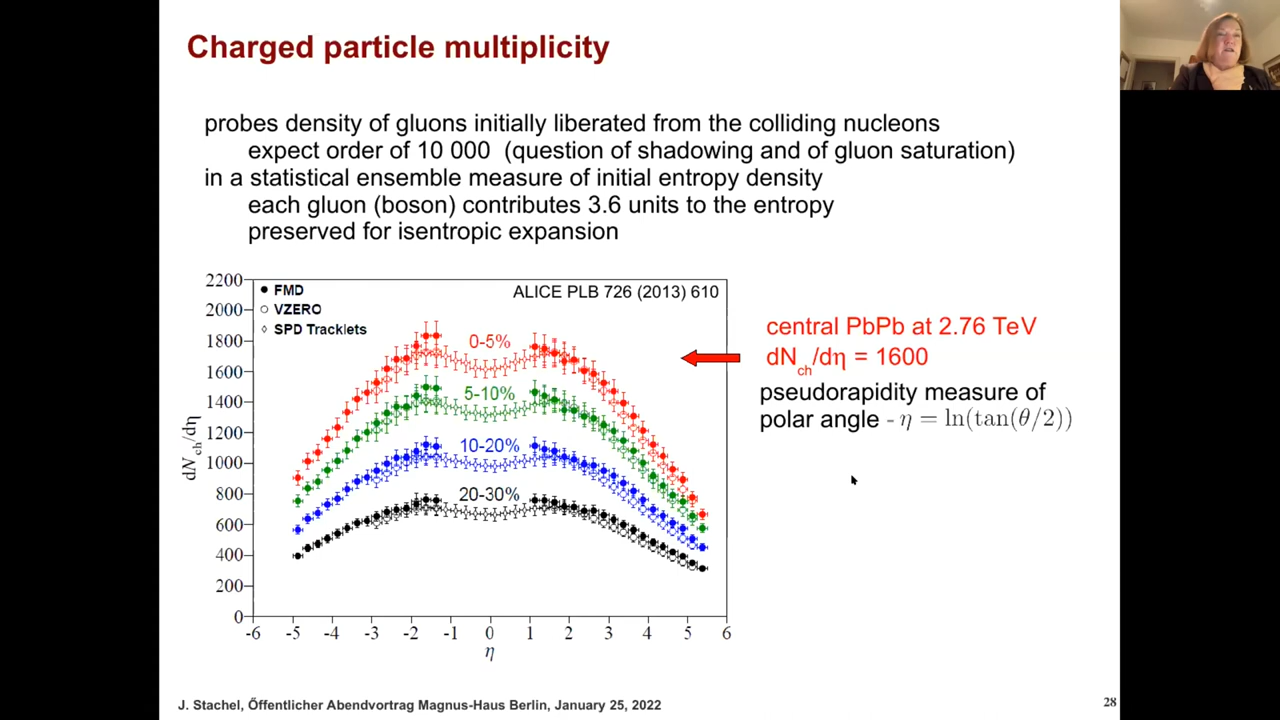 Charged particle multiplicity
probes density of gluons initially liberated from the colliding nucleons
expect order of 10 000 (question of shadowing and of gluon saturation)
in a statistical ensemble measure of initial entropy density
each gluon (boson) contributes 3.6 units to the entropy
preserved for isentropic expansion
2200
2000
1800
1600
1400
1200
1000
800
600
400
200
0
dNch/dη
FMD
VZERO
SPD Tracklets
ALICE PLB 726 (2013) 610
0-5%
5-10%
10-20%
20-30%
-6 -5 -4 -3 -2 -1 0 1 2 3 4 5 6
η
central PbPb at 2.76 TeV
dNch/dη = 1600
pseudorapidity measure of
polar angle - η = ln(tan(θ/2))
J. Stachel, Őffentlicher Abendvortrag Magnus-Haus Berlin, January 25, 2022
28